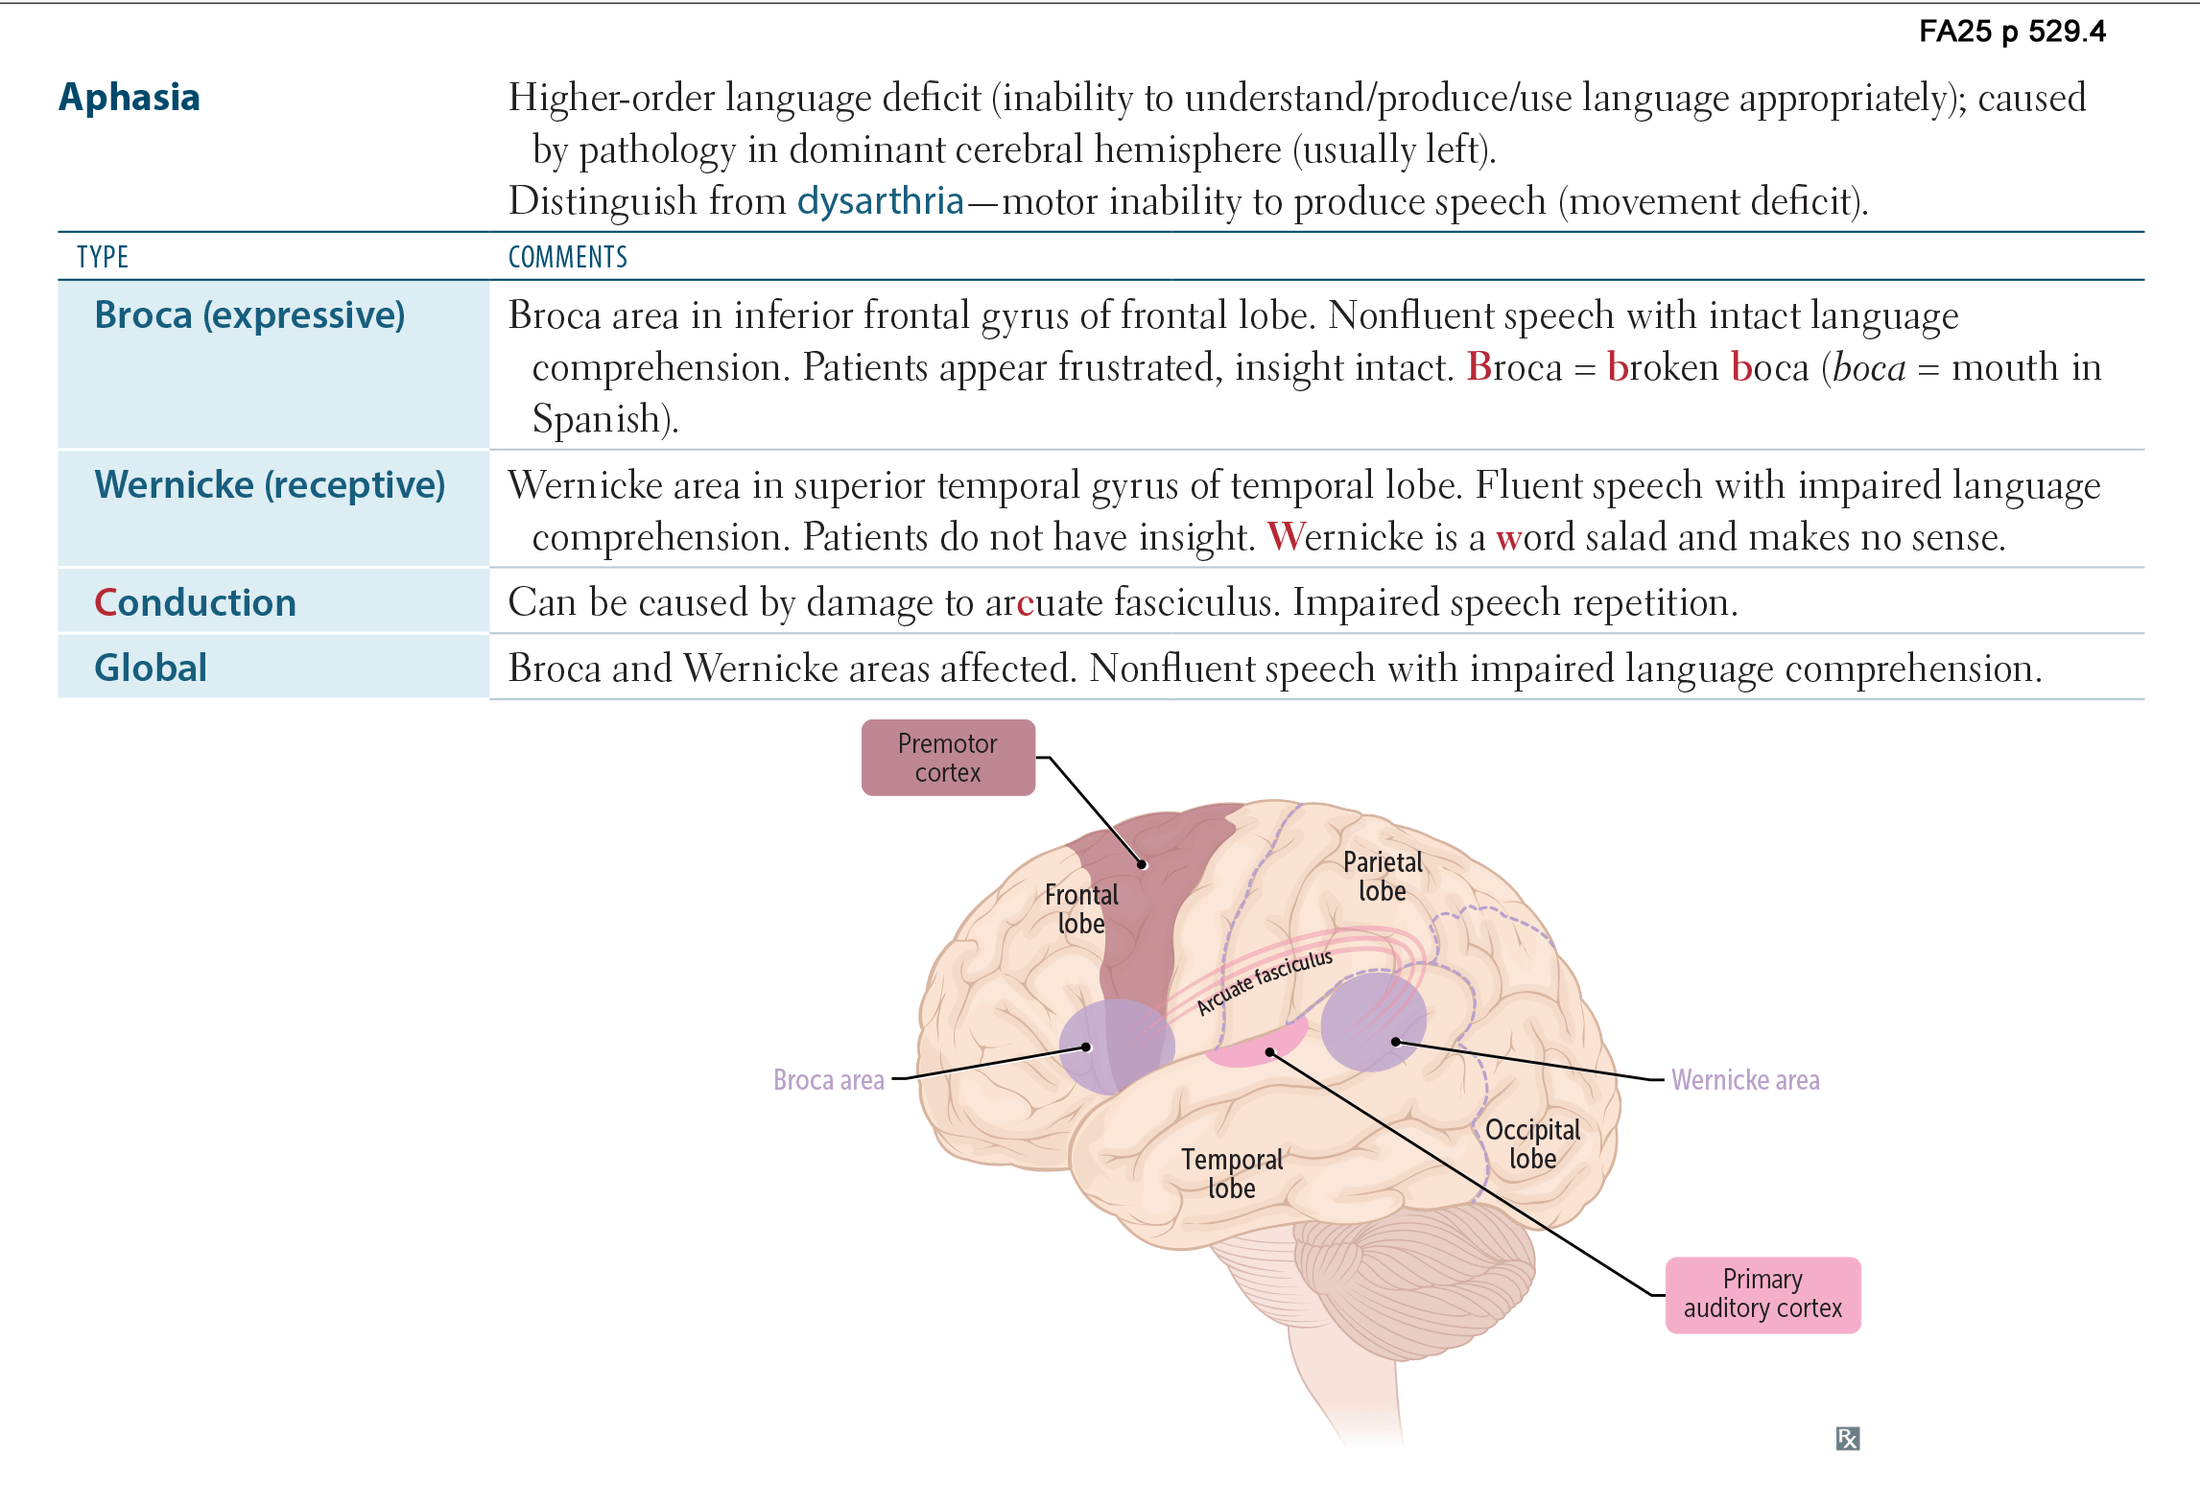 FA25 p 529.4
Aphasia
Higher-order language deficit (inability to understand/produce/use language appropriately); caused
by pathology in dominant cerebral hemisphere (usually left).
Distinguish from dysarthria—motor inability to produce speech (movement deficit).
TYPE
COMMENTS
Broca (expressive)
Broca area in inferior frontal gyrus of frontal lobe. Nonfluent speech with intact language
comprehension. Patients appear frustrated, insight intact. Broca = broken boca (boca = mouth in
Spanish).
Wernicke (receptive)
Wernicke area in superior temporal gyrus of temporal lobe. Fluent speech with impaired language
comprehension. Patients do not have insight. Wernicke is a word salad and makes no sense.
Conduction
Can be caused by damage to arcuate fasciculus. Impaired speech repetition.
Global
Broca and Wernicke areas affected. Nonfluent speech with impaired language comprehension.
Premotor
cortex
Parietal
lobe
Frontal
lobe
Arcuate fasciculus
Broca area
Wernicke area
Occipital
lobe
Temporal
lobe
Primary
auditory cortex
Rx